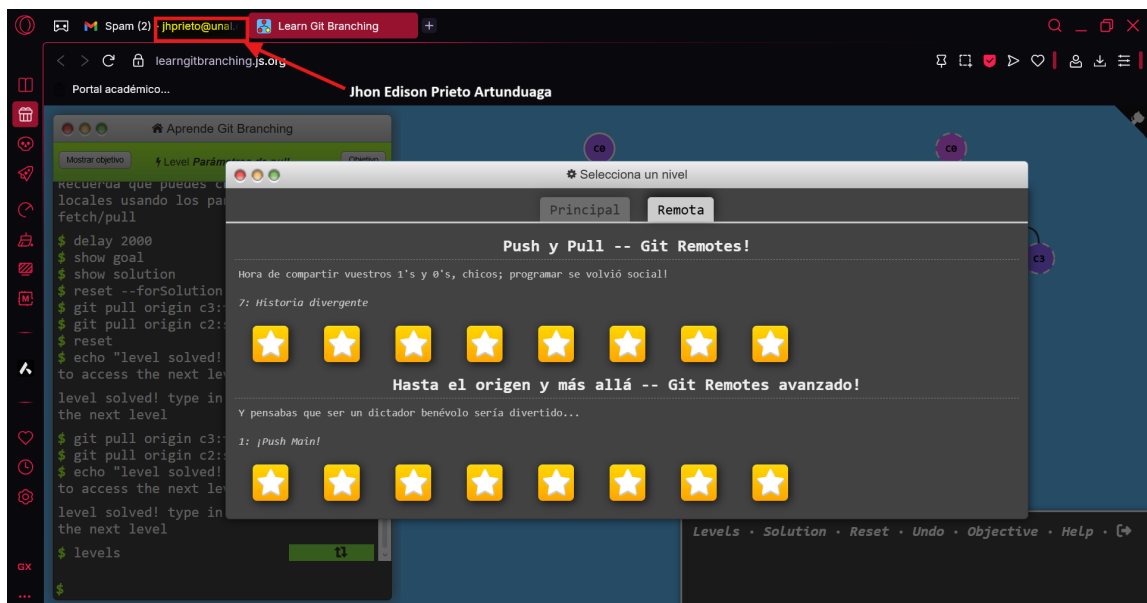 Spam (2) - jhprieto@unal.
Learn Git Branching
learngitbranching.js.org
Portal académico...
Jhon Edison Prieto Artunduaga
Aprende Git Branching
Mostrar objetivo
Level
Objetivo
Recuerda que puedes
locales usando los
fetch/pull
$ delay 2000
$ show goal
$ show solution
$ reset --forSolution
$ git pull origin c3:
$ git pull origin c2:
$ reset
$ echo "level solved!
to access the next
level solved! type in
the next level
$ git pull origin c3:
$ git pull origin c2:
$ echo "level solved!
to access the next
level solved! type in
the next level
$ levels
$
C0
C0
C3
Selecciona un nivel
Principal
Remota
Push y Pull -- Git Remotes!
Hora de compartir vuestros 1's y 0's, chicos; programar se volvió social!
7: Historia divergente
Hasta el origen y más allá -- Git Remotes avanzado!
Y pensabas que ser un dictador benévolo sería divertido...
1: ¡Push Main!
Levels · Solution · Reset · Undo · Objective · Help ·
GX